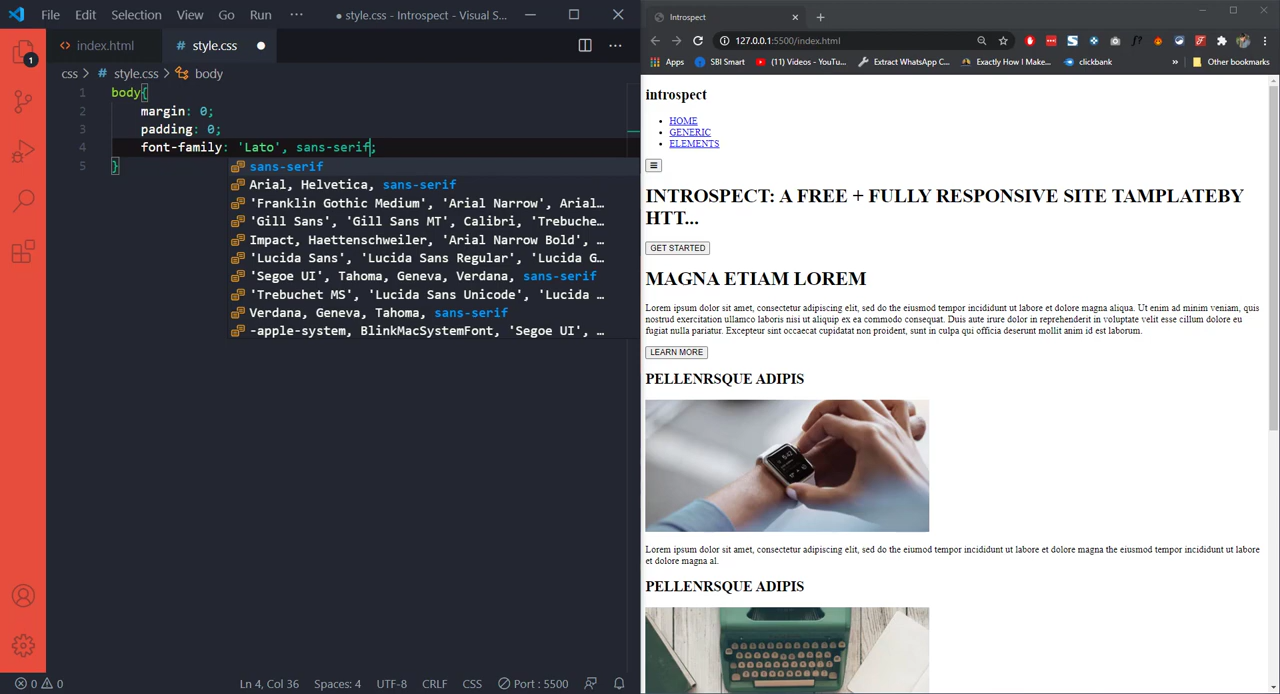 File Edit Selection View Go Run ··· ● style.css - Introspect - Visual S...
<> index.html # style.css ●
css > # style.css > body
1 body{
2 margin: 0;
3 padding: 0;
4 font-family: 'Lato', sans-serif;
5 }
sans-serif
Arial, Helvetica, sans-serif
'Franklin Gothic Medium', 'Arial Narrow', Arial...
'Gill Sans', 'Gill Sans MT', Calibri, 'Trebuche...
Impact, Haettenschweiler, 'Arial Narrow Bold', ...
'Lucida Sans', 'Lucida Sans Regular', 'Lucida G...
'Segoe UI', Tahoma, Geneva, Verdana, sans-serif
'Trebuchet MS', 'Lucida Sans Unicode', 'Lucida ...
Verdana, Geneva, Tahoma, sans-serif
-apple-system, BlinkMacSystemFont, 'Segoe UI', ...
1
0 0 Ln 4, Col 36 Spaces: 4 UTF-8 CRLF CSS Port : 5500
Introspect
127.0.0.1:5500/index.html
Apps SBI Smart (11) Videos - YouTu... Extract WhatsApp C... Exactly How I Make... clickbank » Other bookmarks
introspect
• HOME
• GENERIC
• ELEMENTS
INTROSPECT: A FREE + FULLY RESPONSIVE SITE TAMPLATEBY
HTT...
GET STARTED
MAGNA ETIAM LOREM
Lorem ipsum dolor sit amet, consectetur adipiscing elit, sed do the eiusmod tempor incididunt ut labore et dolore magna aliqua. Ut enim ad minim veniam, quis
nostrud exercitation ullamco laboris nisi ut aliquip ex ea commodo consequat. Duis aute irure dolor in reprehenderit in voluptate velit esse cillum dolore eu
fugiat nulla pariatur. Excepteur sint occaecat cupidatat non proident, sunt in culpa qui officia deserunt mollit anim id est laborum.
LEARN MORE
PELLENRSQUE ADIPIS
Lorem ipsum dolor sit amet, consectetur adipiscing elit, sed do the eiumod tempor incididunt ut labore et dolore magna the eiusmod tempor incididunt ut labore
et dolore magna al.
PELLENRSQUE ADIPIS